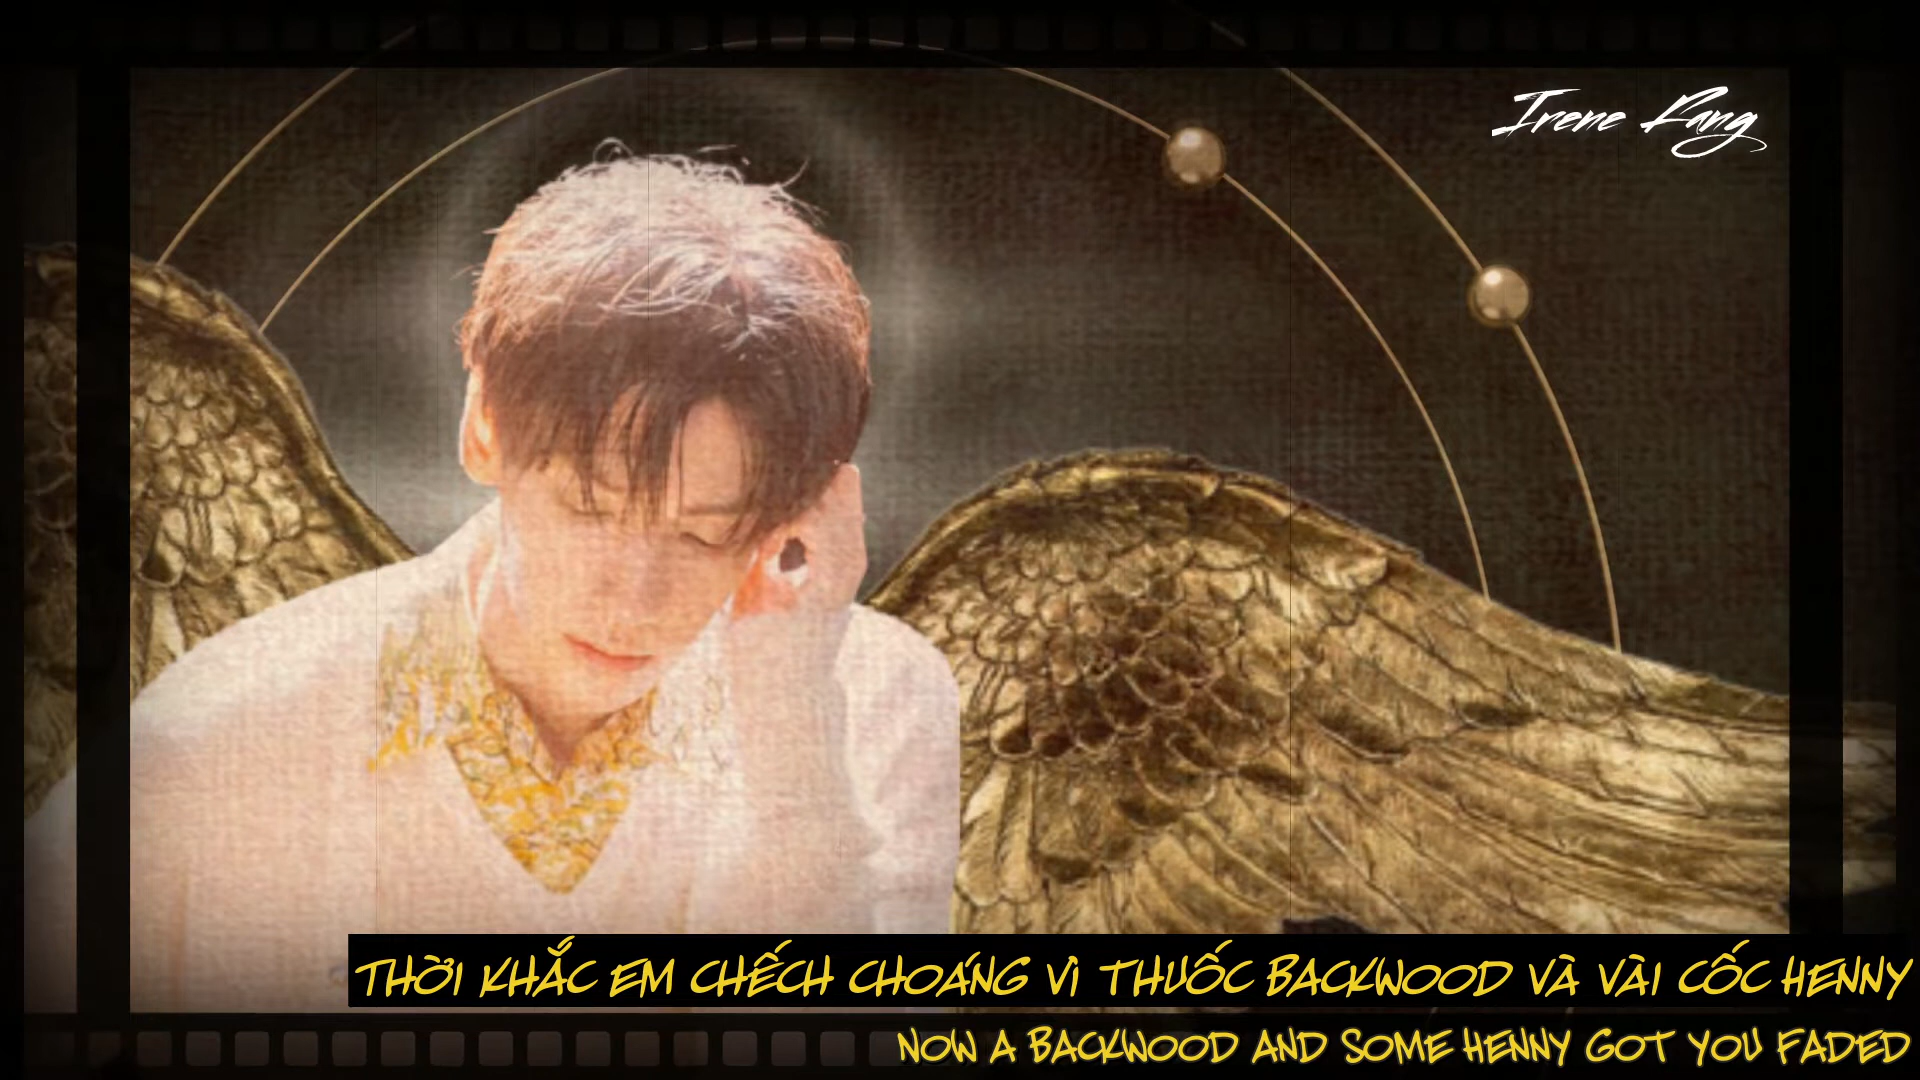 Irene Kang
THỜI KHẮC EM CHẾCH CHOÁNG VÌ THUỐC BACKWOOD VÀ VÀI CỐC HENNY
NOW A BACKWOOD AND SOME HENNY GOT YOU FADED